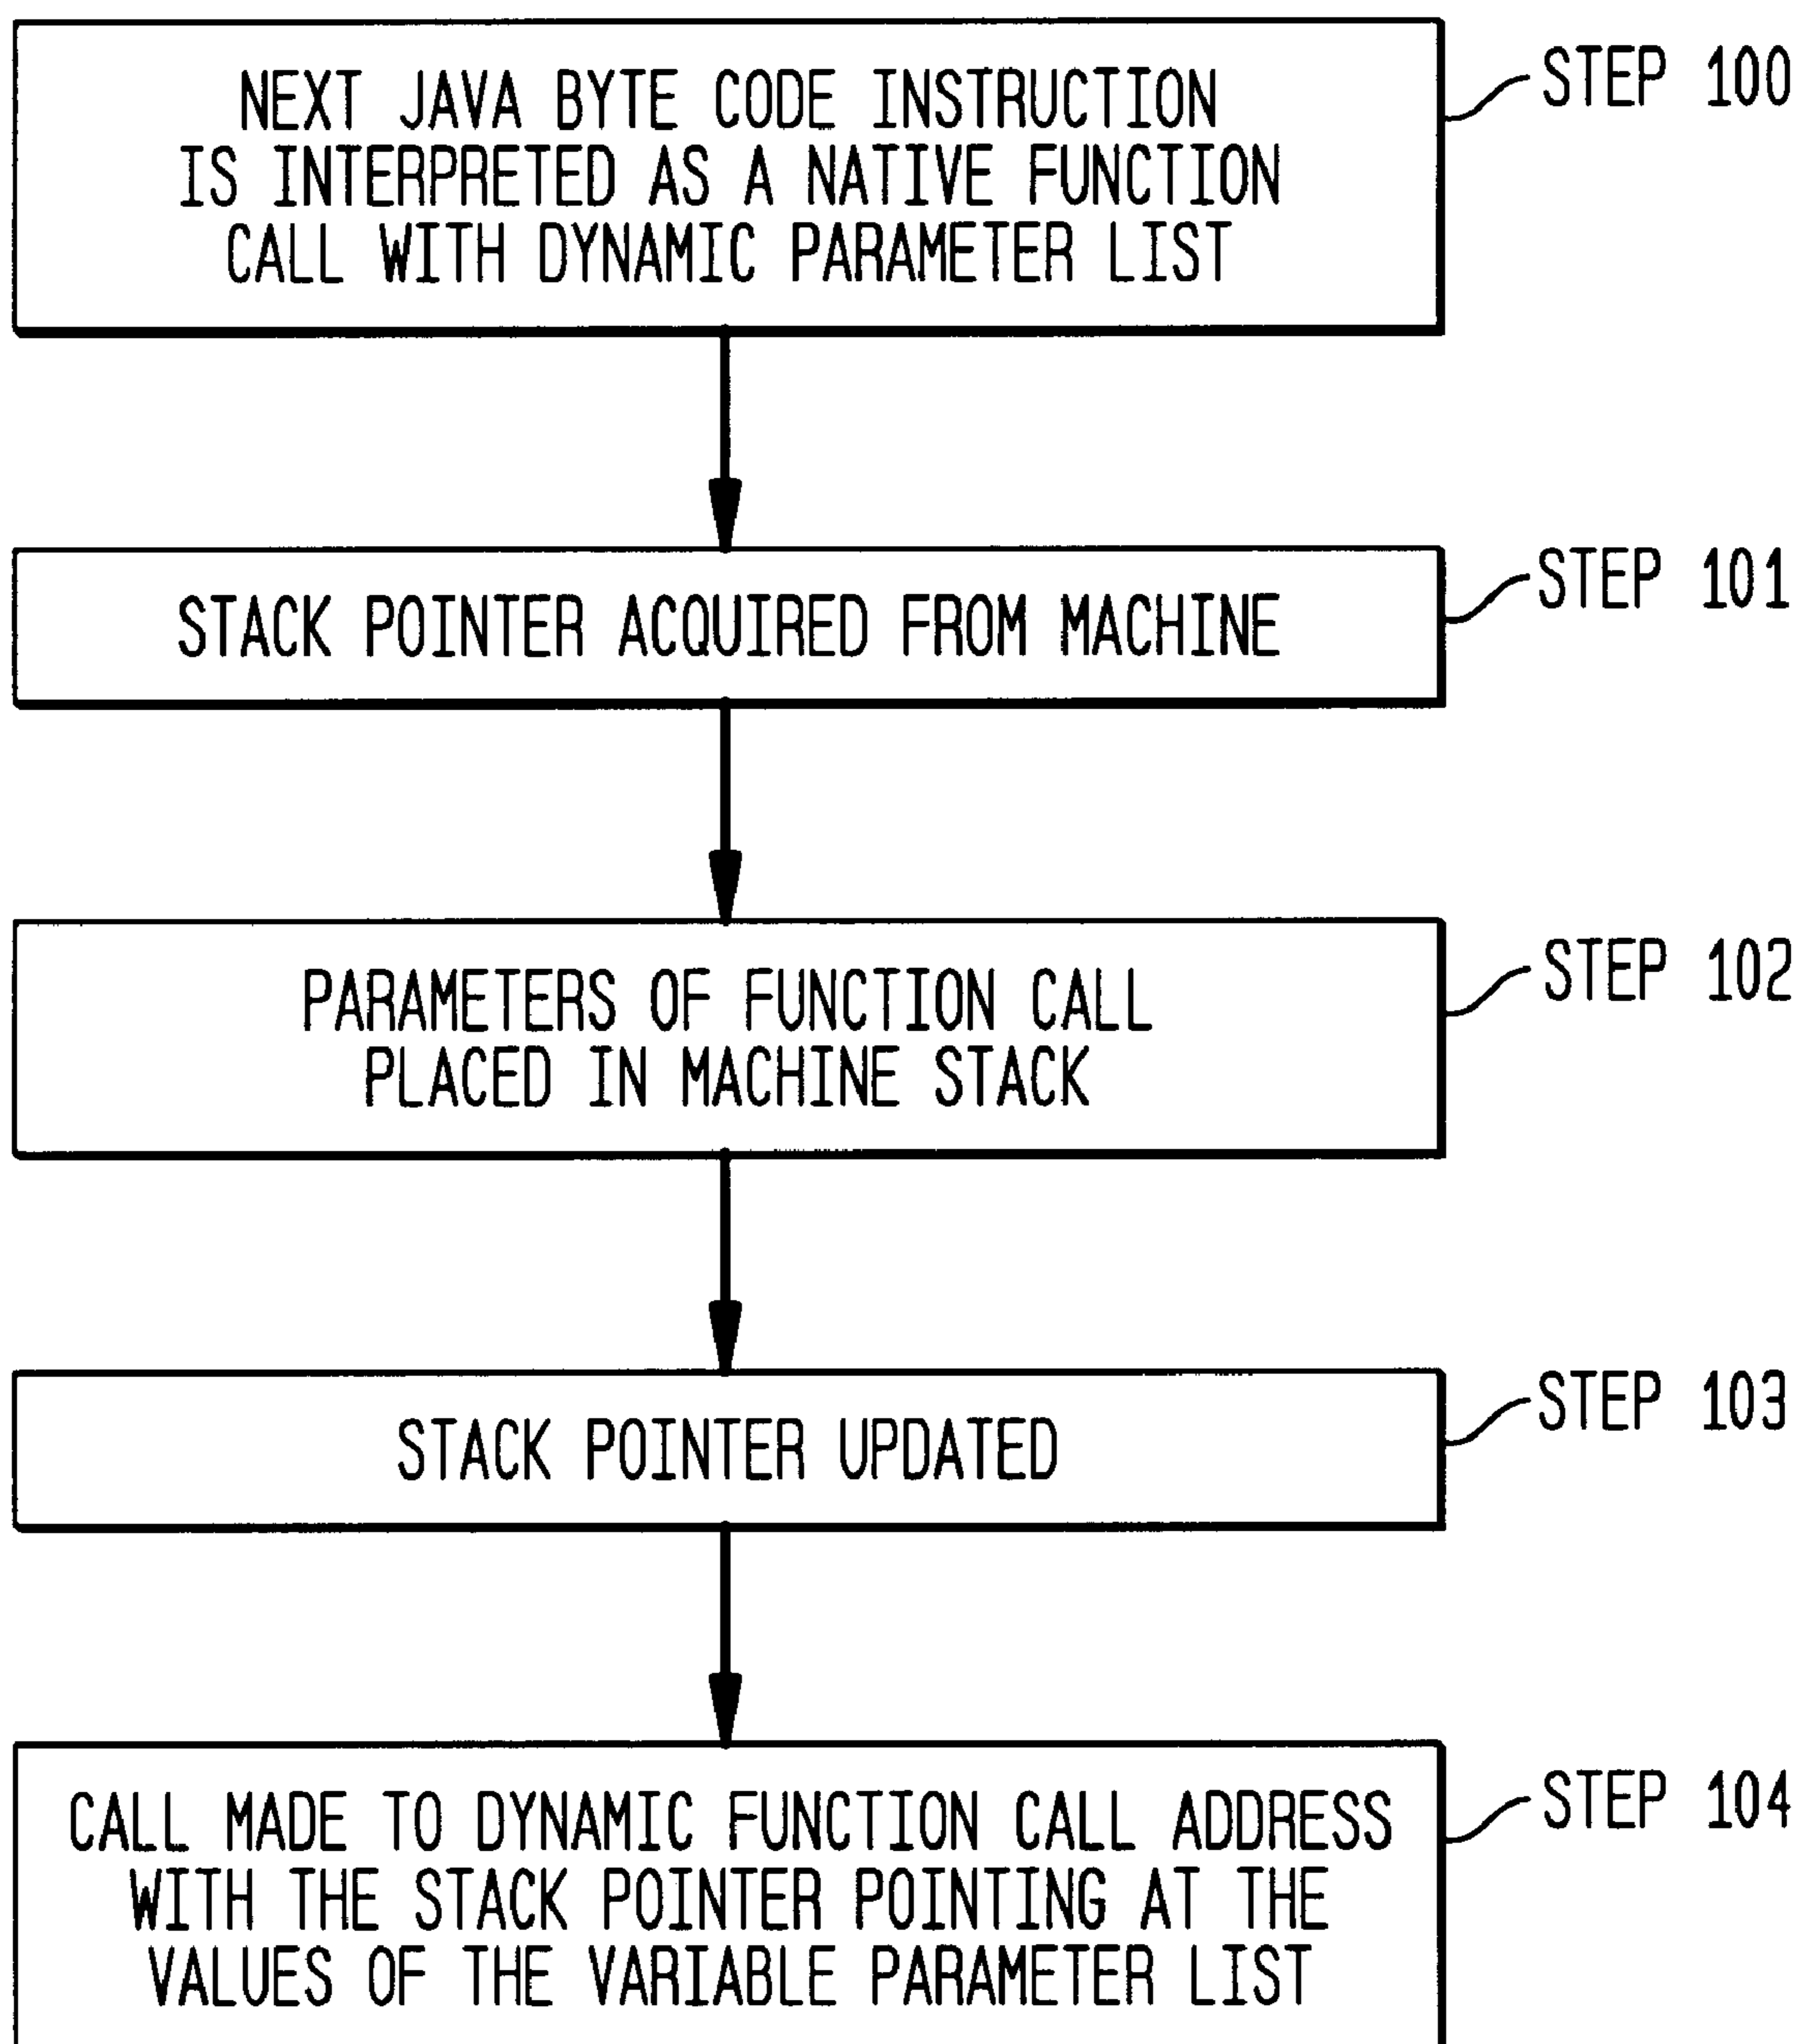 NEXT JAVA BYTE CODE INSTRUCTION
IS INTERPRETED AS A NATIVE FUNCTION
CALL WITH DYNAMIC PARAMETER LIST
STEP 100
STACK POINTER ACQUIRED FROM MACHINE
STEP 101
PARAMETERS OF FUNCTION CALL
PLACED IN MACHINE STACK
STEP 102
STACK POINTER UPDATED
STEP 103
CALL MADE TO DYNAMIC FUNCTION CALL ADDRESS
WITH THE STACK POINTER POINTING AT THE
VALUES OF THE VARIABLE PARAMETER LIST
STEP 104